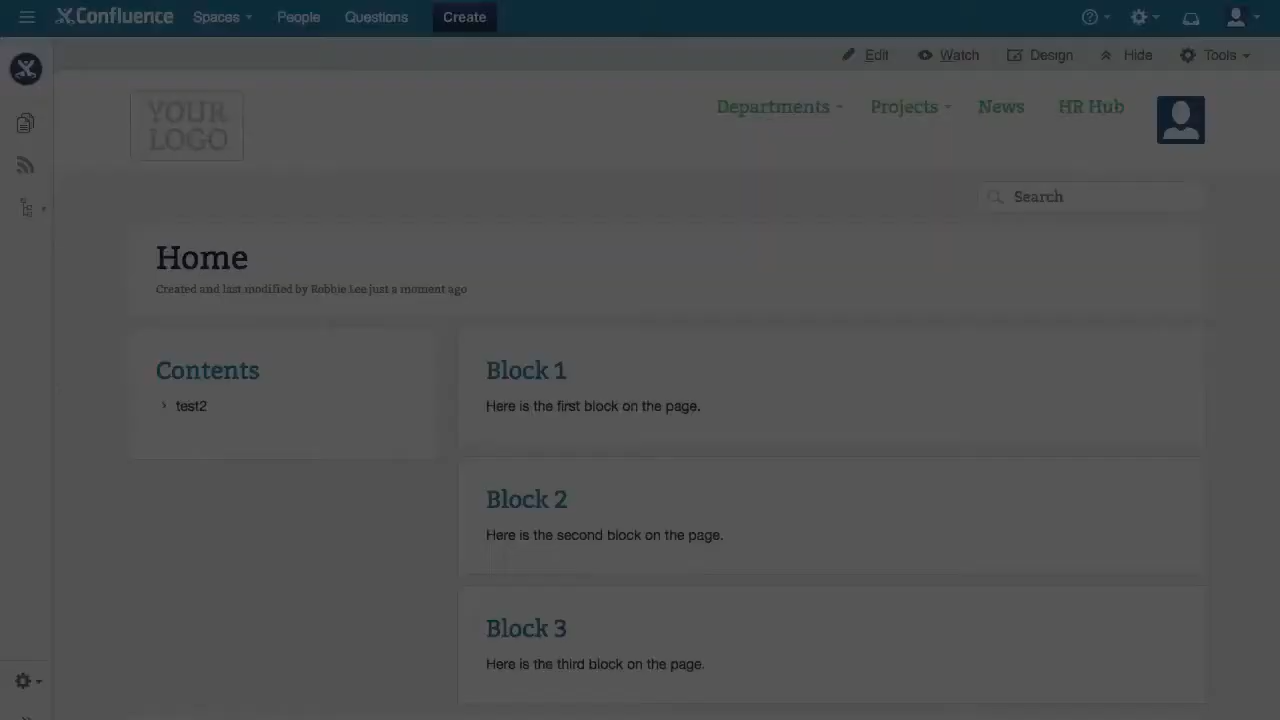 Confluence Spaces People Questions Create
Edit Watch Design Hide Tools
YOUR
LOGO
Departments Projects News HR Hub
Search
Home
Created and last modified by Robbie Lee just a moment ago
Contents
test2
Block 1
Here is the first block on the page.
Block 2
Here is the second block on the page.
Block 3
Here is the third block on the page.